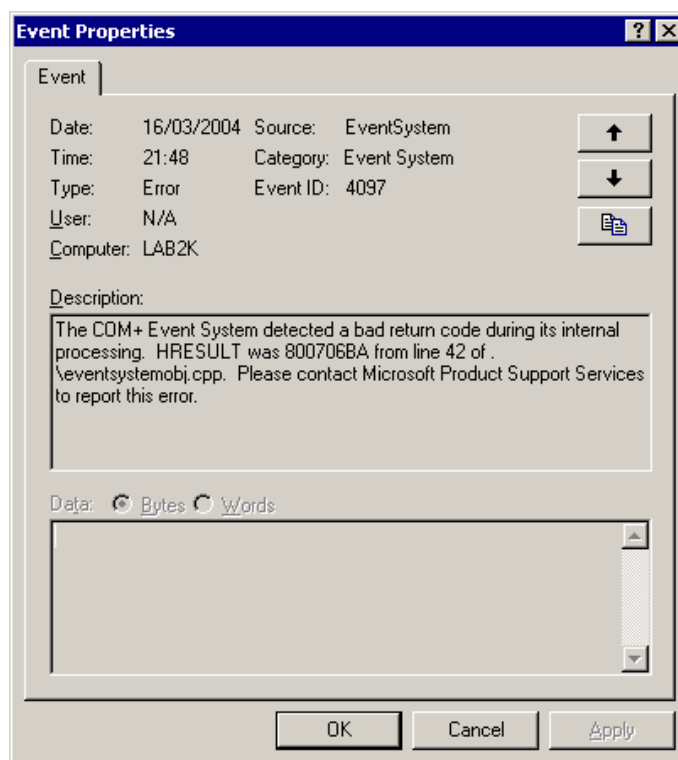 Event Properties
Event
Date: 16/03/2004 Source: EventSystem
Time: 21:48 Category: Event System
Type: Error Event ID: 4097
User: N/A
Computer: LAB2K
Description:
The COM+ Event System detected a bad return code during its internal
processing. HRESULT was 800706BA from line 42 of .
\eventsystemobj.cpp. Please contact Microsoft Product Support Services
to report this error.
Data: Bytes Words
OK Cancel Apply